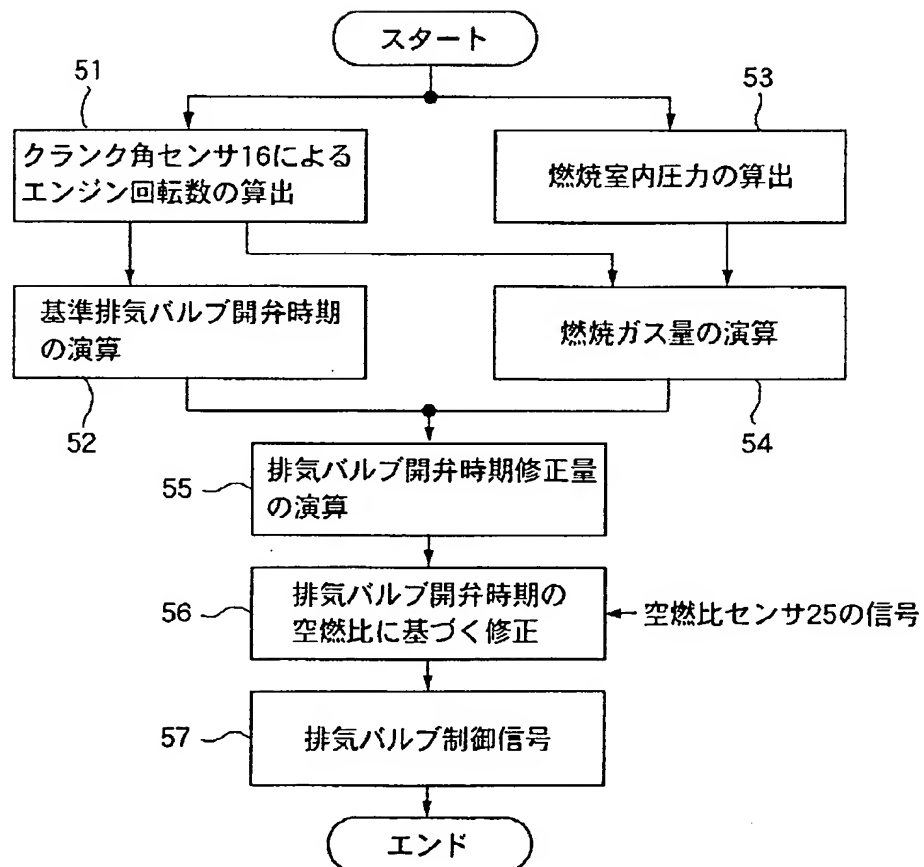 スタート
51
53
クランク角センサ16による
エンジン回転数の算出
燃焼室内圧力の算出
基準排気バルブ開弁時期
の演算
燃焼ガス量の演算
52
54
55
排気バルブ開弁時期修正量
の演算
56
排気バルブ開弁時期の
空燃比に基づく修正
空燃比センサ25の信号
57
排気バルブ制御信号
エンド